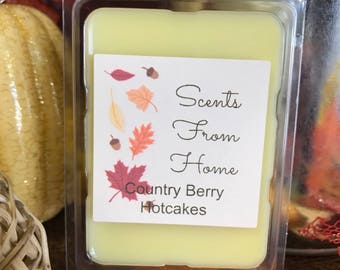 Scents
From
Home
Country Berry
Hotcakes